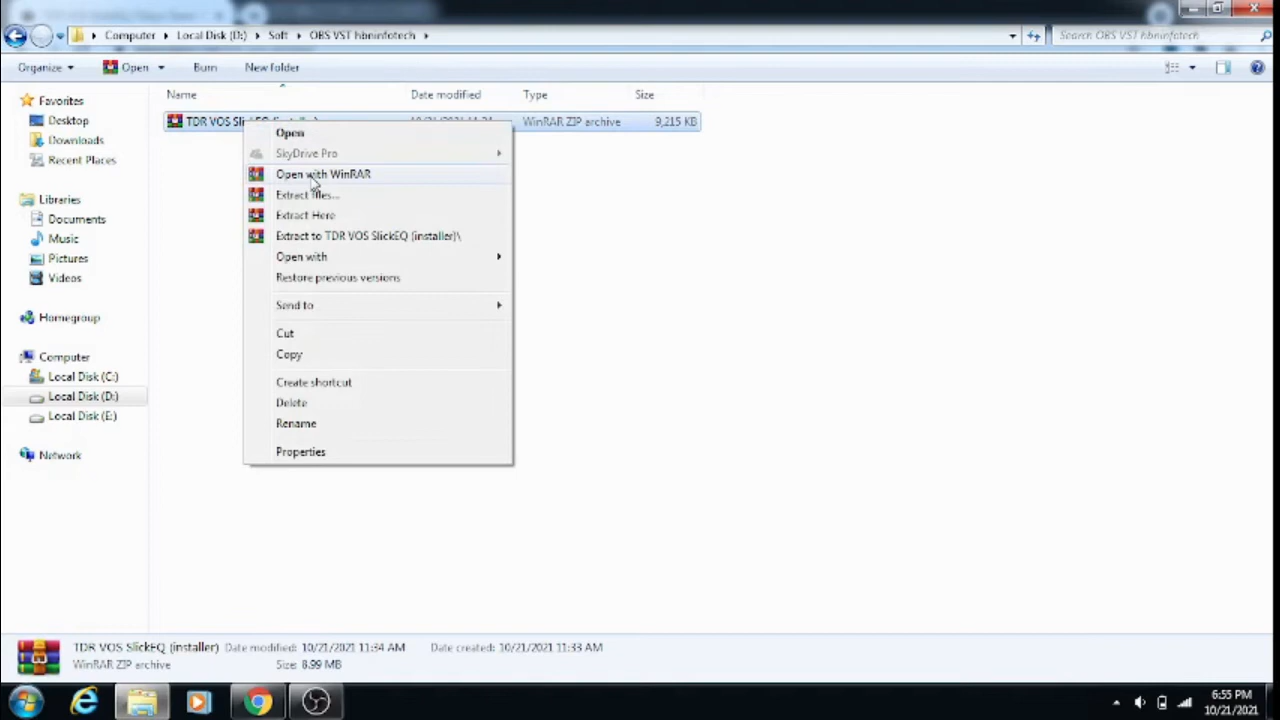 Computer Local Disk (D:) Soft OBS VST hbninfotech
Search OBS VST hbninfotech
Organize Open Burn New folder
Name Date modified Type Size
TDR VOS WinRAR ZIP archive 9,215 KB
Favorites
Desktop
Downloads
Recent Places
Libraries
Documents
Music
Pictures
Videos
Homegroup
Computer
Local Disk (C:)
Local Disk (D:)
Local Disk (E:)
Network
Open
SkyDrive Pro
Open with WinRAR
Extract files...
Extract Here
Extract to TDR VOS SlickEQ (installer)\
Open with
Restore previous versions
Send to
Cut
Copy
Create shortcut
Delete
Rename
Properties
TDR VOS SlickEQ (installer) Date modified: 10/21/2021 11:34 AM Date created: 10/21/2021 11:33 AM
WinRAR ZIP archive Size: 8.99 MB
6:55 PM
10/21/2021